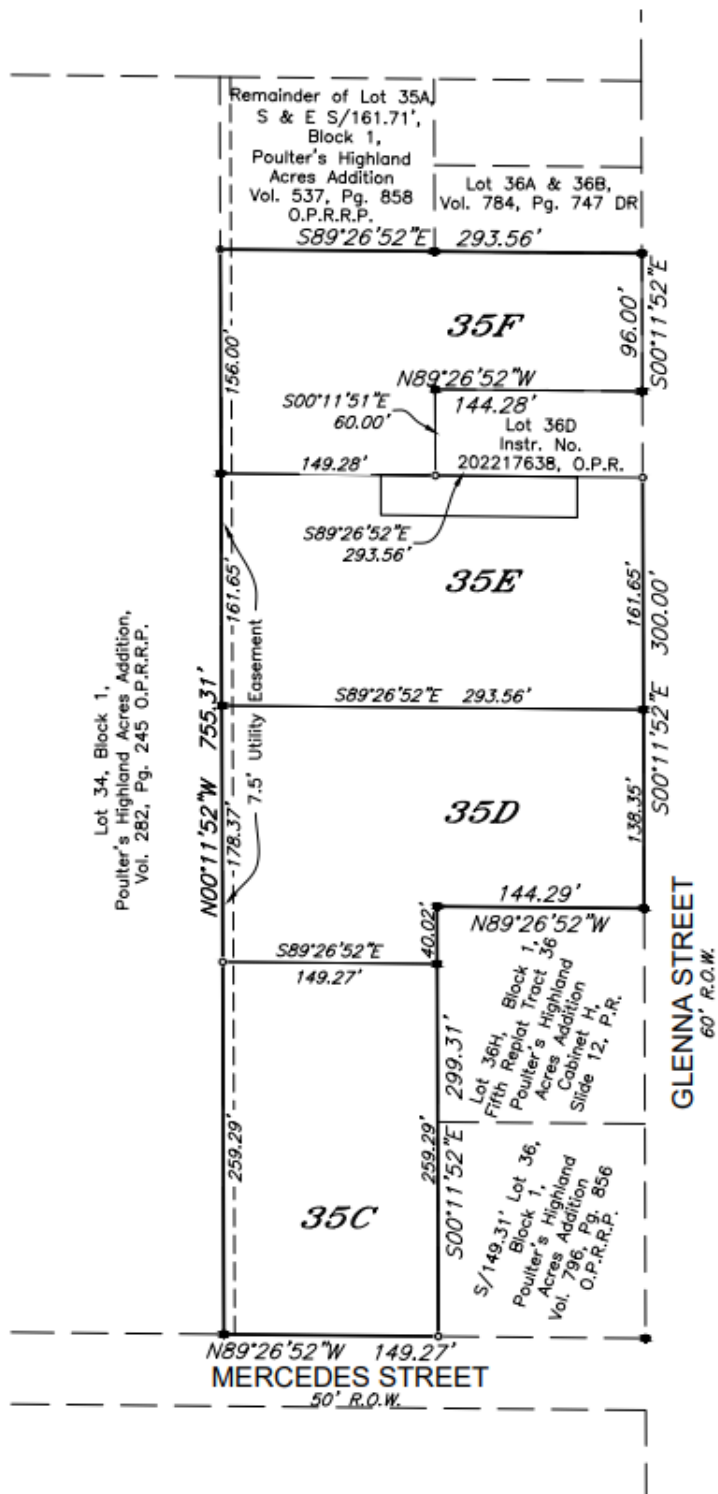 Remainder of Lot 35A,
S & E S/161.71',
Block 1,
Poulter's Highland
Acres Addition
Vol. 537, Pg. 858
O.P.R.R.P.
Lot 36A & 36B,
Vol. 784, Pg. 747 DR
S89°26'52"E 293.56'
35F
156.00'
96.00'
S00°11'52"E
N89°26'52"W
144.28'
S00°11'51"E
60.00'
Lot 36D
Instr. No.
202217638, O.P.R.
149.28'
S89°26'52"E
293.56'
35E
161.65'
161.65'
300.00'
S00°11'52"E
7.5' Utility Easement
Lot 34, Block 1,
Poulter's Highland Acres Addition,
Vol. 282, Pg. 245 O.P.R.R.P.
N00°11'52"W 755.31'
S89°26'52"E 293.56'
35D
178.37'
138.35'
144.29'
N89°26'52"W
40.02'
S89°26'52"E
149.27'
Lot 36H, Block 1,
Fifth Replat Tract 36
Poulter's Highland
Acres Addition
Cabinet H,
Slide 12, P.R.
GLENNA STREET
60' R.O.W.
299.31'
S00°11'52"E
259.29'
259.29'
35C
S/149.31' Lot 36,
Block 1,
Poulter's Highland
Acres Addition
Vol. 796, Pg. 856
O.P.R.R.P.
N89°26'52"W 149.27'
MERCEDES STREET
50' R.O.W.